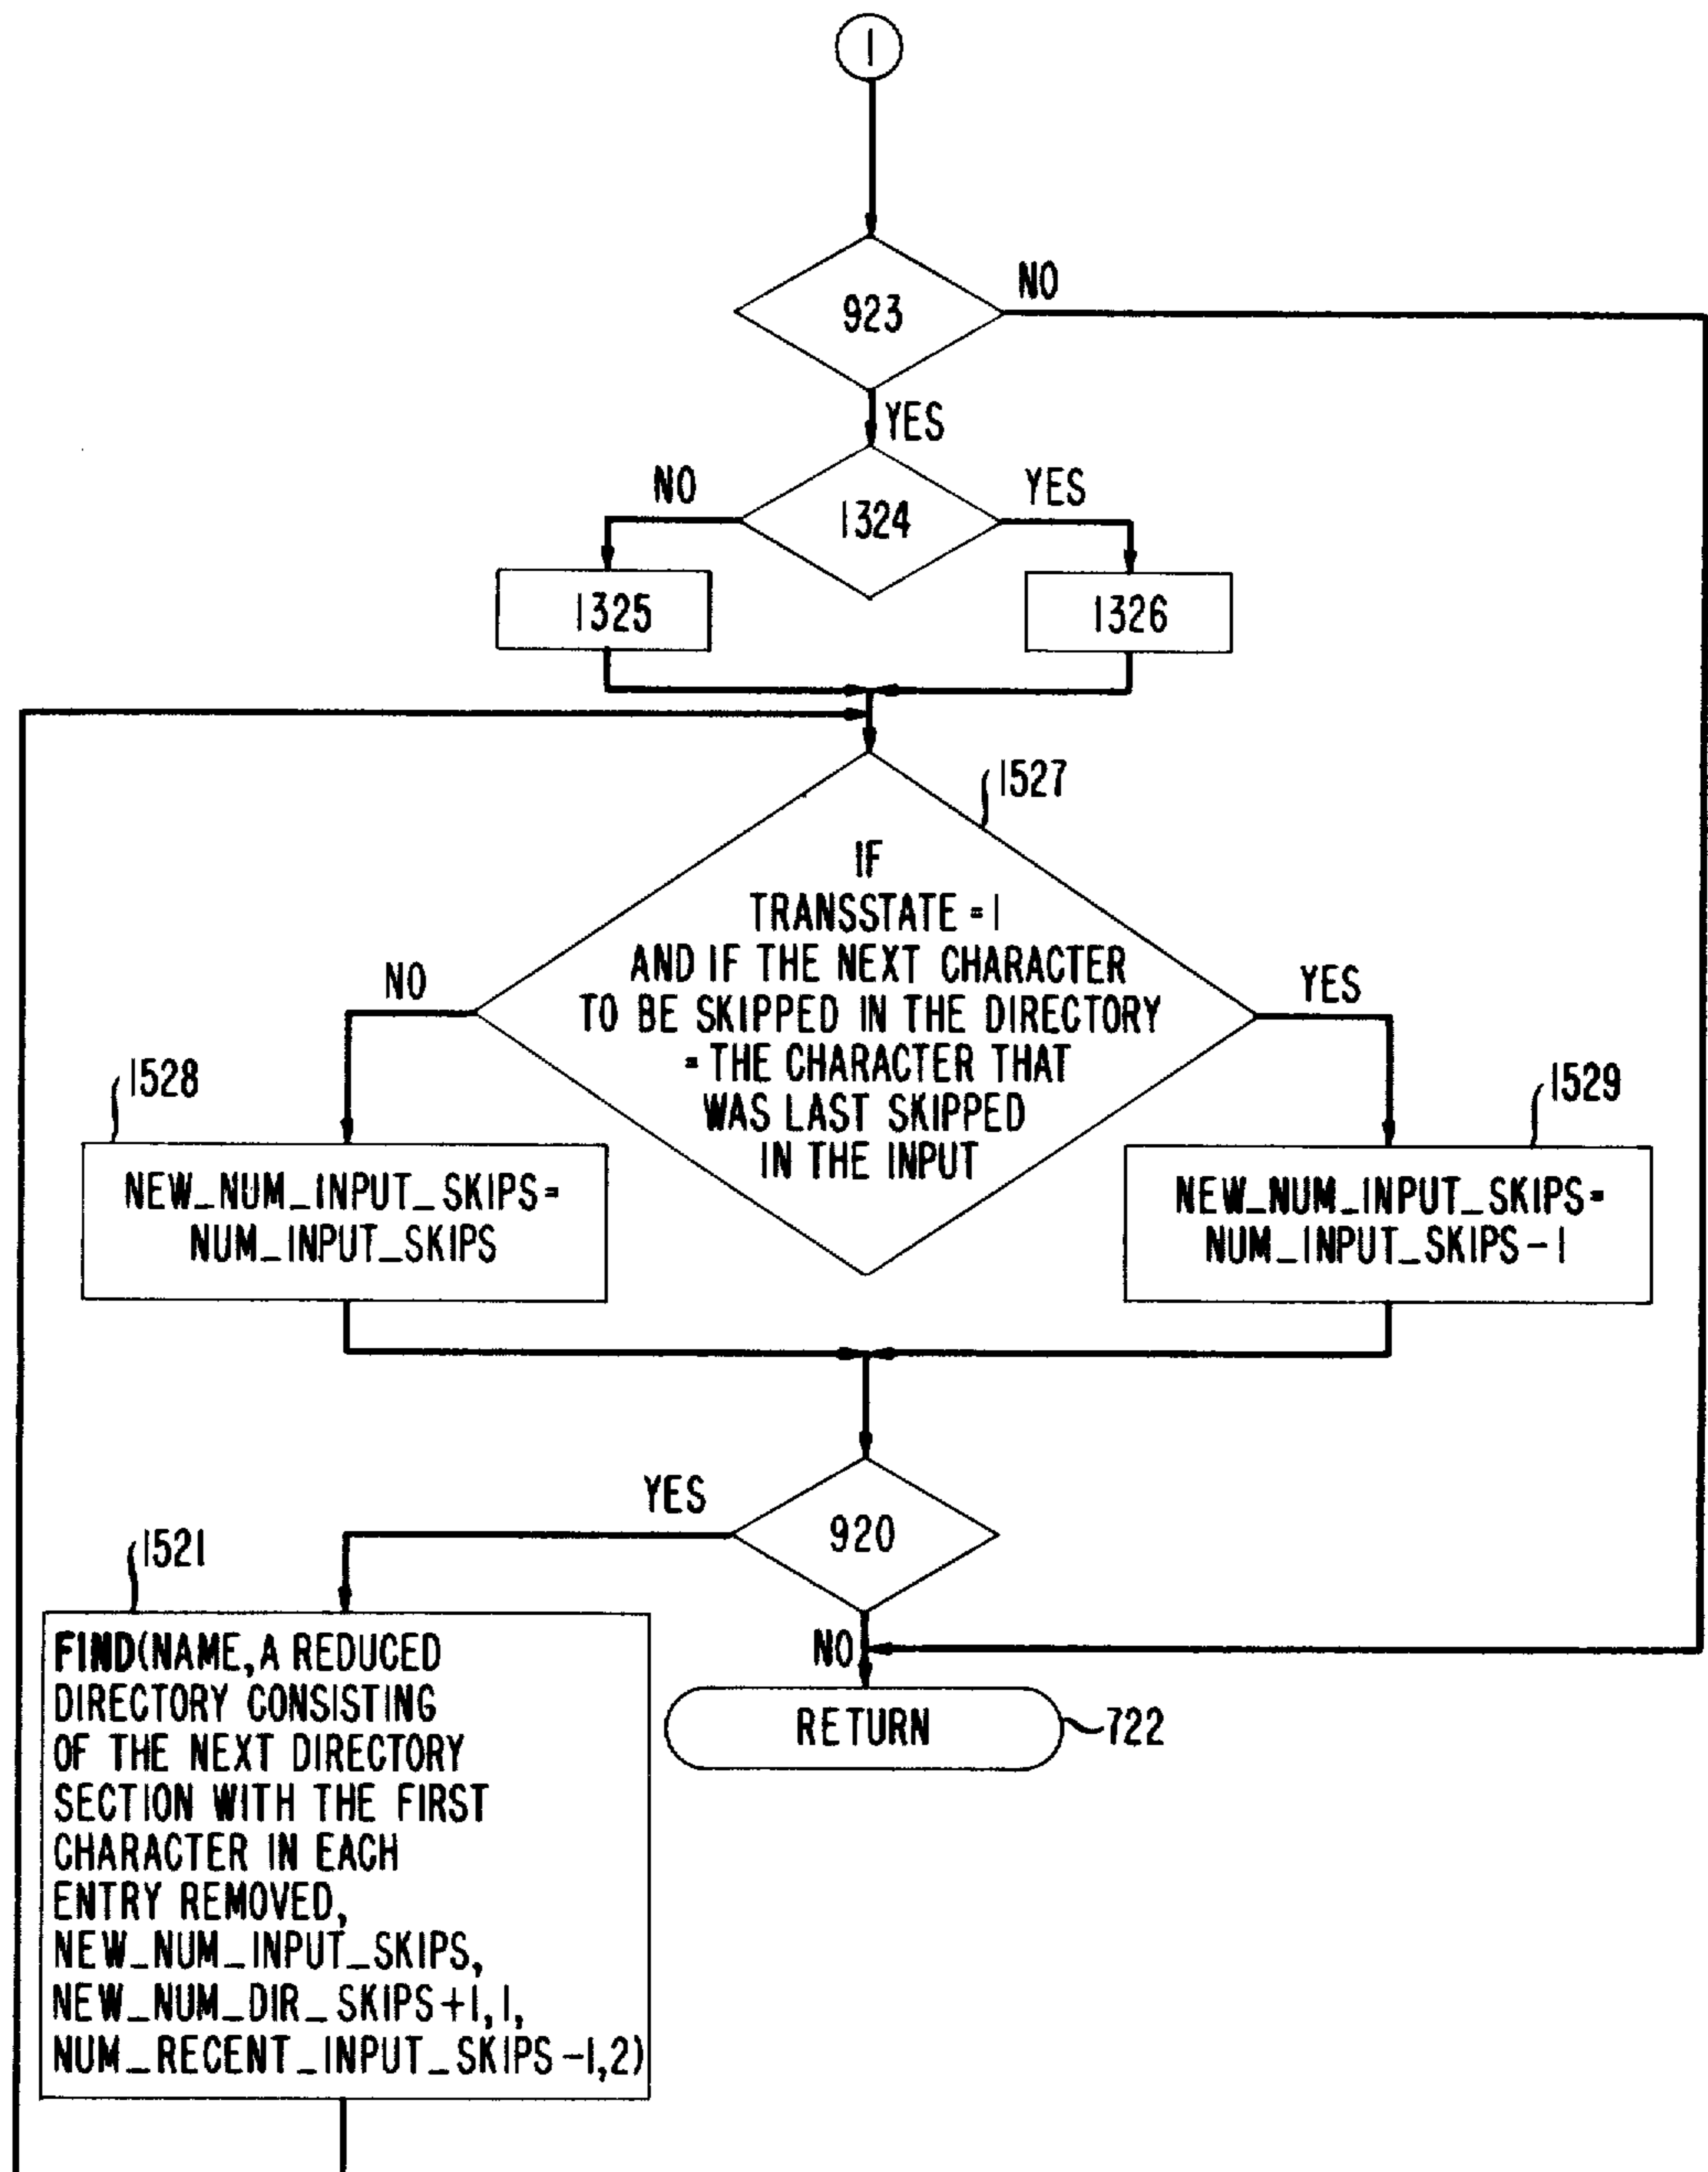 1
923
NO
YES
NO
1324
YES
1325
1326
1527
IF
TRANSSTATE = 1
AND IF THE NEXT CHARACTER
TO BE SKIPPED IN THE DIRECTORY
= THE CHARACTER THAT
WAS LAST SKIPPED
IN THE INPUT
NO
YES
1528
NEW_NUM_INPUT_SKIPS=
NUM_INPUT_SKIPS
1529
NEW_NUM_INPUT_SKIPS=
NUM_INPUT_SKIPS-1
YES
920
NO
1521
FIND(NAME, A REDUCED
DIRECTORY CONSISTING
OF THE NEXT DIRECTORY
SECTION WITH THE FIRST
CHARACTER IN EACH
ENTRY REMOVED,
NEW_NUM_INPUT_SKIPS,
NEW_NUM_DIR_SKIPS+1,1,
NUM_RECENT_INPUT_SKIPS-1,2)
RETURN
722